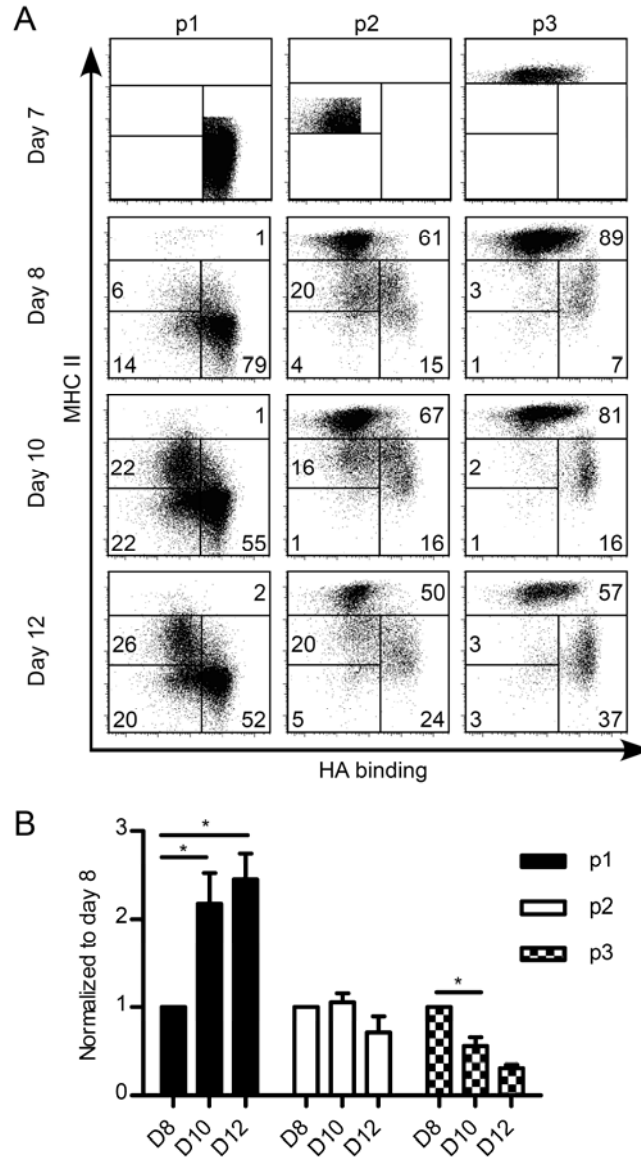 A
p1 p2 p3
Day 7
Day 8
1 61 89
6 20 3
14 79 4 15 1 7
Day 10
1 67 81
22 16 2
22 55 1 16 1 16
Day 12
2 50 57
26 20 3
20 52 5 24 3 37
MHC II
HA binding
B
Normalized to day 8
3
2
1
0
* * *
D8 D10 D12 D8 D10 D12 D8 D10 D12
p1
p2
p3